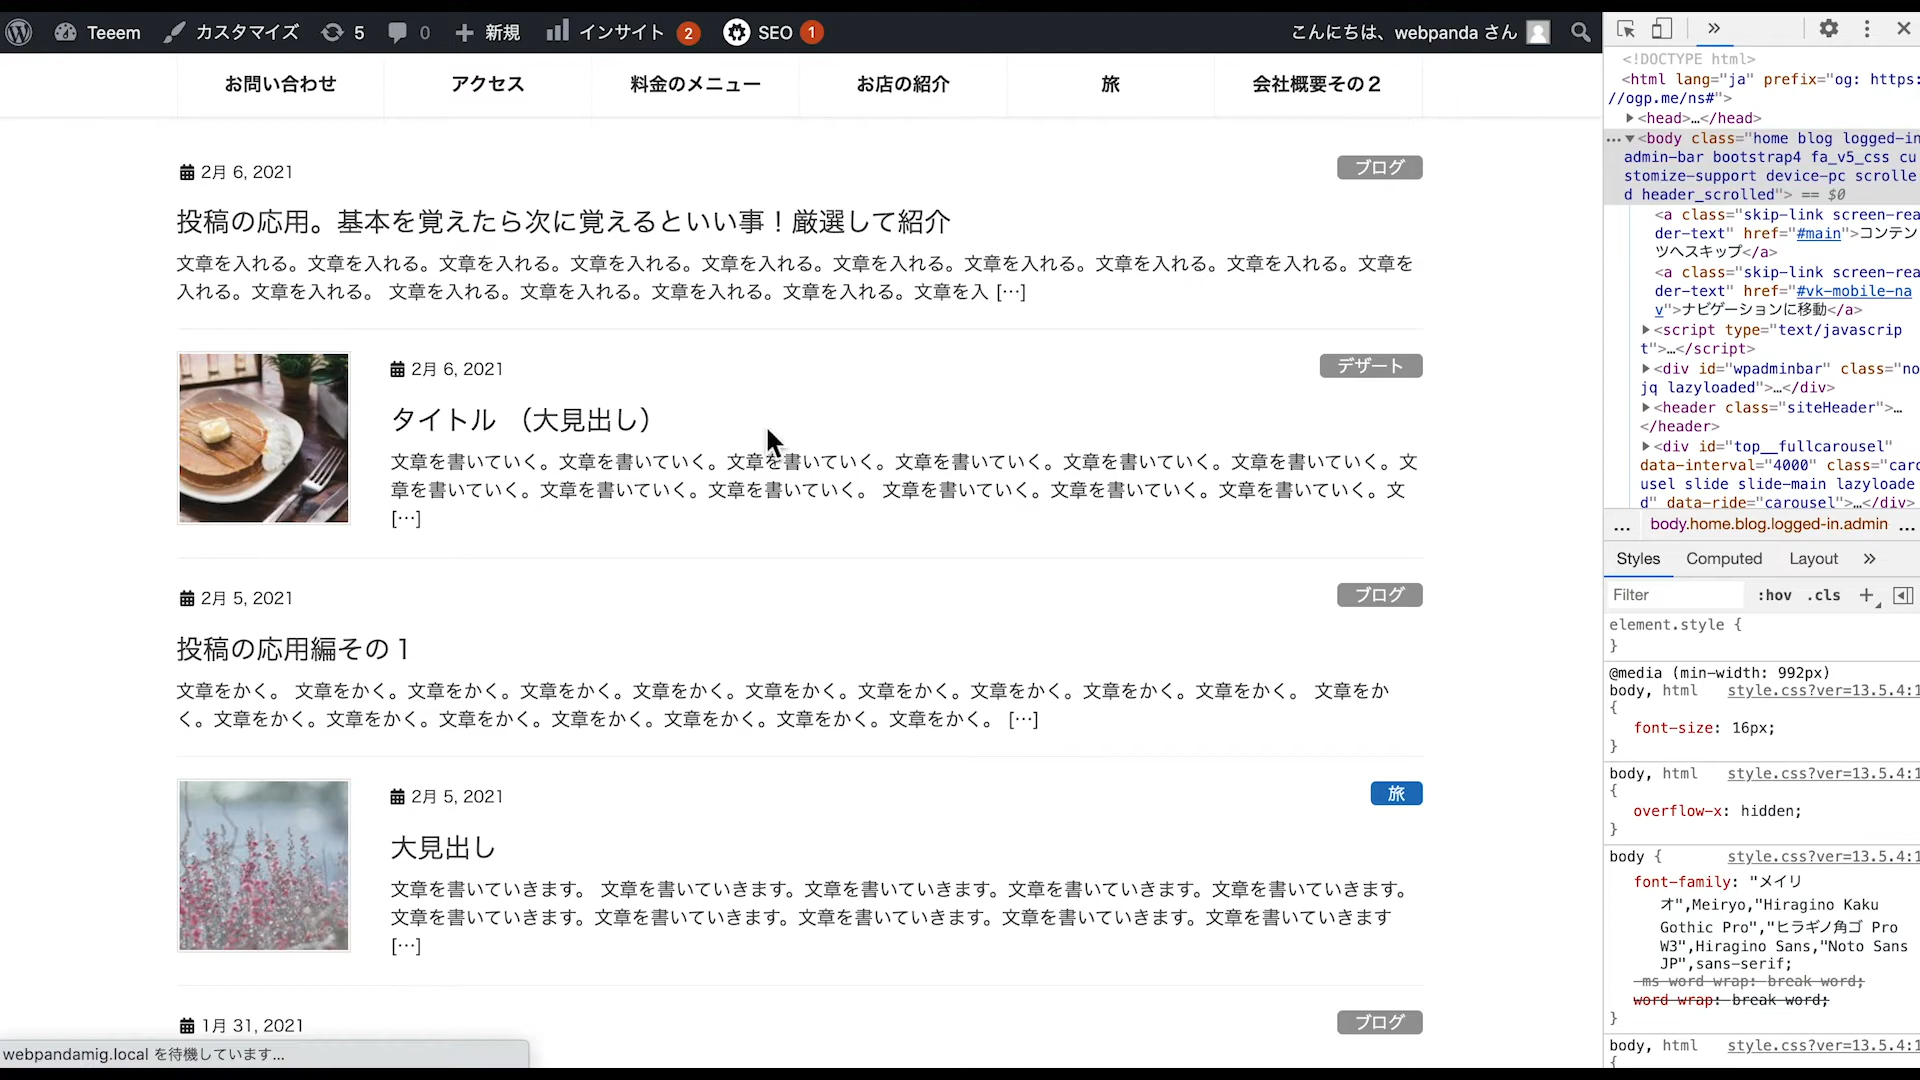 Teeem カスタマイズ 5 0 新規 インサイト 2 SEO 1 こんにちは、webpanda さん
お問い合わせ アクセス 料金のメニュー お店の紹介 旅 会社概要その２
2月 6, 2021 ブログ
投稿の応用。基本を覚えたら次に覚えるといい事！厳選して紹介
文章を入れる。文章を入れる。文章を入れる。文章を入れる。文章を入れる。文章を入れる。文章を入れる。文章を入れる。文章を入れる。文章を
入れる。文章を入れる。 文章を入れる。文章を入れる。文章を入れる。文章を入れる。文章を入 […]
2月 6, 2021 デザート
タイトル （大見出し）
文章を書いていく。文章を書いていく。文章を書いていく。文章を書いていく。文章を書いていく。文章を書いていく。文
章を書いていく。文章を書いていく。文章を書いていく。 文章を書いていく。文章を書いていく。文章を書いていく。文
[…]
2月 5, 2021 ブログ
投稿の応用編その１
文章をかく。 文章をかく。文章をかく。文章をかく。文章をかく。文章をかく。文章をかく。文章をかく。文章をかく。文章をかく。 文章をか
く。文章をかく。文章をかく。文章をかく。文章をかく。文章をかく。文章をかく。文章をかく。 […]
2月 5, 2021 旅
大見出し
文章を書いていきます。 文章を書いていきます。文章を書いていきます。文章を書いていきます。文章を書いていきます。
文章を書いていきます。文章を書いていきます。文章を書いていきます。文章を書いていきます。文章を書いていきます
[…]
1月 31, 2021 ブログ
webpandamig.local を待機しています...
<!DOCTYPE html>
<html lang="ja" prefix="og: https:
//ogp.me/ns#">
<head>…</head>
<body class="home blog logged-in
admin-bar bootstrap4 fa_v5_css cu
stomize-support device-pc scrolle
d header_scrolled"> == $0
<a class="skip-link screen-rea
der-text" href="#main">コンテン
ツへスキップ</a>
<a class="skip-link screen-rea
der-text" href="#vk-mobile-na
v">ナビゲーションに移動</a>
<script type="text/javascrip
t">…</script>
<div id="wpadminbar" class="no
jq lazyloaded">…</div>
<header class="siteHeader">…
</header>
<div id="top__fullcarousel"
data-interval="4000" class="caro
usel slide slide-main lazyloade
d" data-ride="carousel">…</div>
... body.home.blog.logged-in.admin ...
Styles Computed Layout »
Filter :hov .cls +
element.style {
}
@media (min-width: 992px)
body, html style.css?ver=13.5.4:1
{
font-size: 16px;
}
body, html style.css?ver=13.5.4:1
{
overflow-x: hidden;
}
body { style.css?ver=13.5.4:1
font-family: "メイリ
オ",Meiryo,"Hiragino Kaku
Gothic Pro","ヒラギノ角ゴ Pro
W3",Hiragino Sans,"Noto Sans
JP",sans-serif;
-ms-word-wrap: break-word;
word-wrap: break-word;
}
body, html style.css?ver=13.5.4:1
{